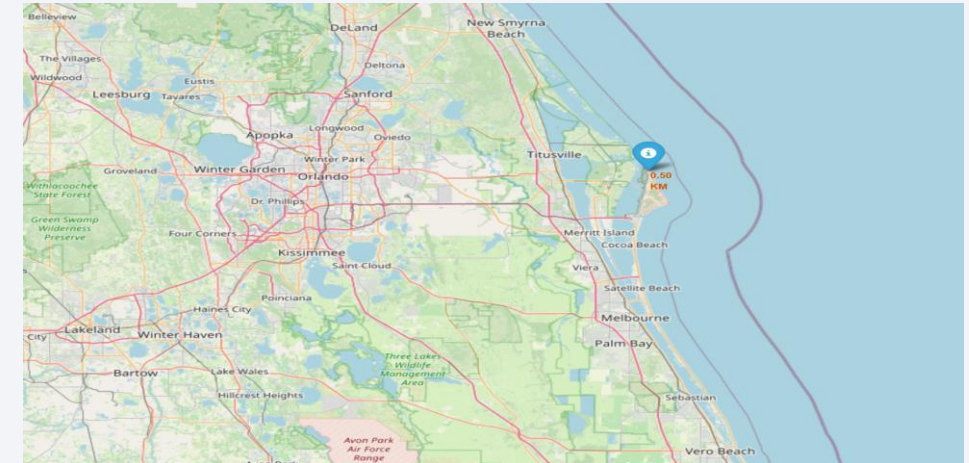 Belleview
DeLand
New Smyrna
Beach
The Villages
Deltona
Wildwood
Eustis
Leesburg
Tavares
Sanford
Apopka
Longwood
Oviedo
Winter Park
Titusville
Groveland
Winter Garden
Orlando
0.50
KM
Withlacoochee
State Forest
Dr. Phillips
Green Swamp
Wilderness
Preserve
Four Corners
Merritt Island
Cocoa Beach
Kissimmee
Saint Cloud
Viera
Satellite Beach
Poinciana
Haines City
Melbourne
Lakeland
City
Winter Haven
Palm Bay
Three Lakes
Wildlife
Management
Area
Bartow
Lake Wales
Hillcrest Heights
Sebastian
Avon Park
Air Force
Range
Vero Beach